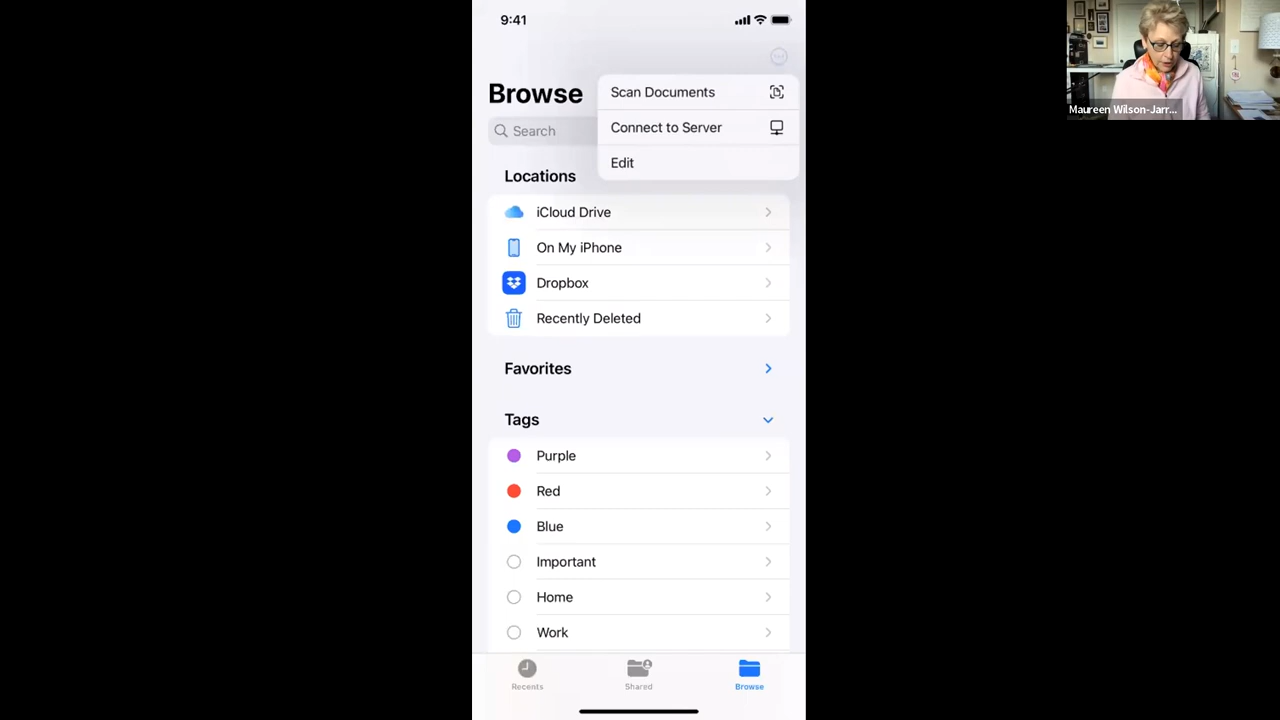 9:41
Scan Documents
Browse
Connect to Server
Search
Edit
Locations
iCloud Drive
On My iPhone
Dropbox
Recently Deleted
Favorites
Tags
Purple
Red
Blue
Important
Home
Work
Recents
Shared
Browse
Maureen Wilson-Jarr...